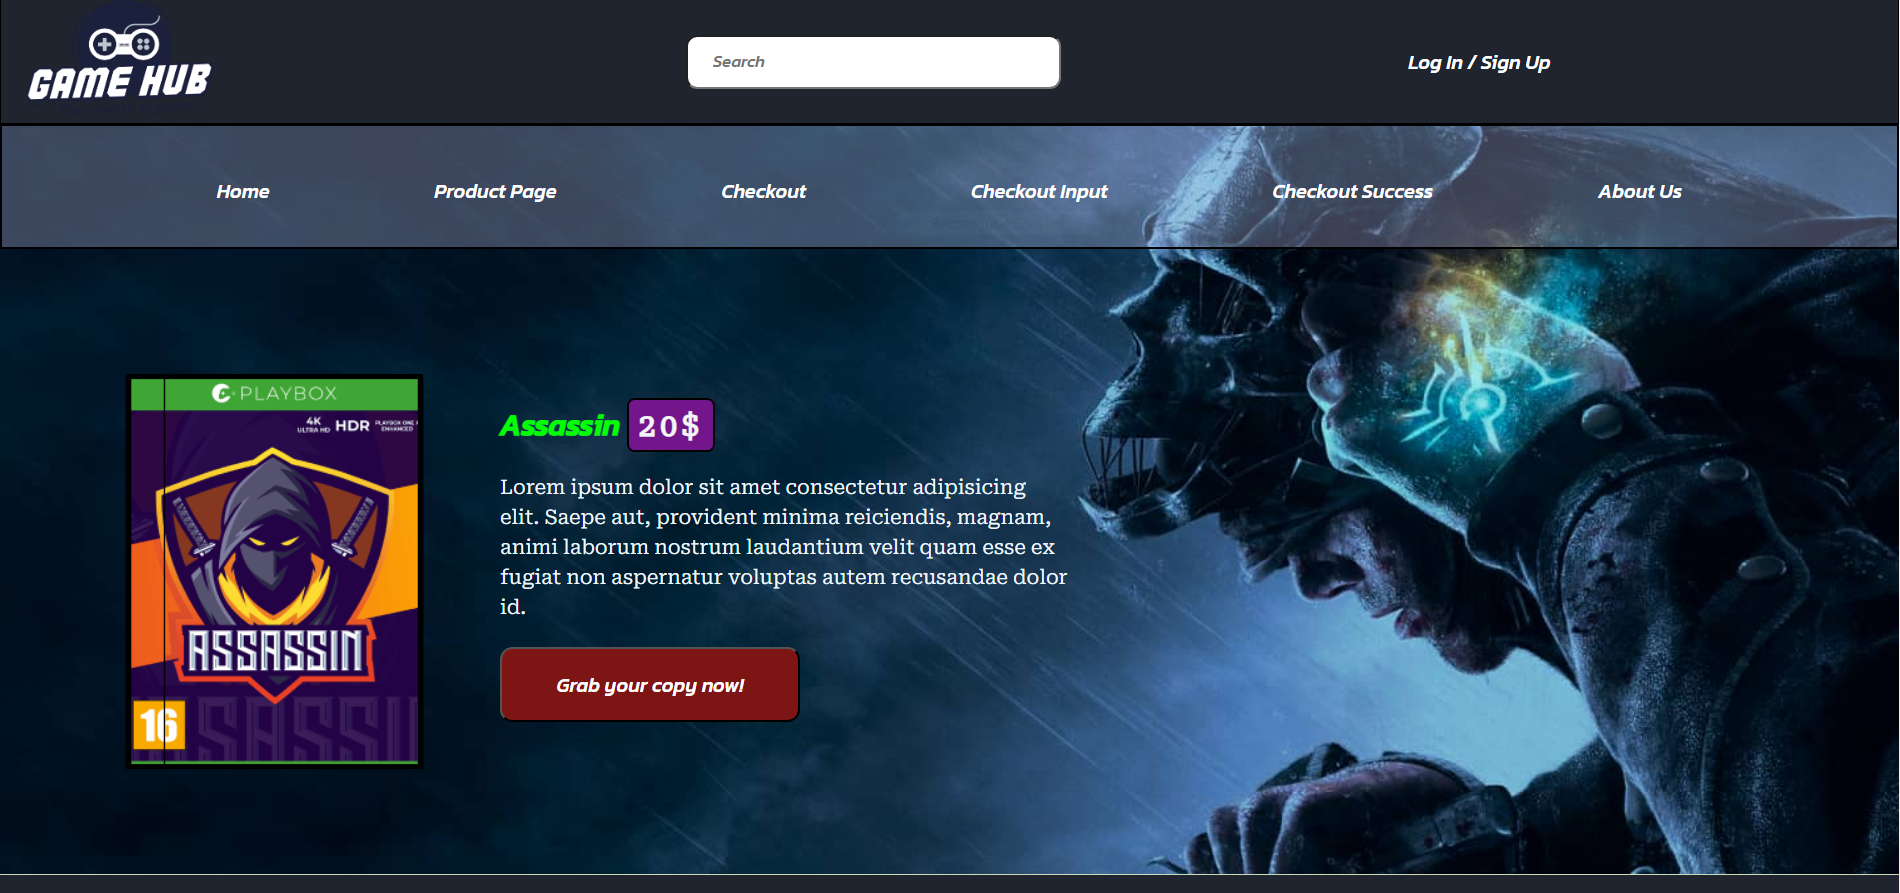 GAME HUB
Search
Log In / Sign Up
Home
Product Page
Checkout
Checkout Input
Checkout Success
About Us
PLAYBOX
4K
ULTRA HD
HDR
PLAYBOX ONE X
ENHANCED
ASSASSIN
16
Assassin 20$
Lorem ipsum dolor sit amet consectetur adipisicing
elit. Saepe aut, provident minima reiciendis, magnam,
animi laborum nostrum laudantium velit quam esse ex
fugiat non aspernatur voluptas autem recusandae dolor
id.
Grab your copy now!